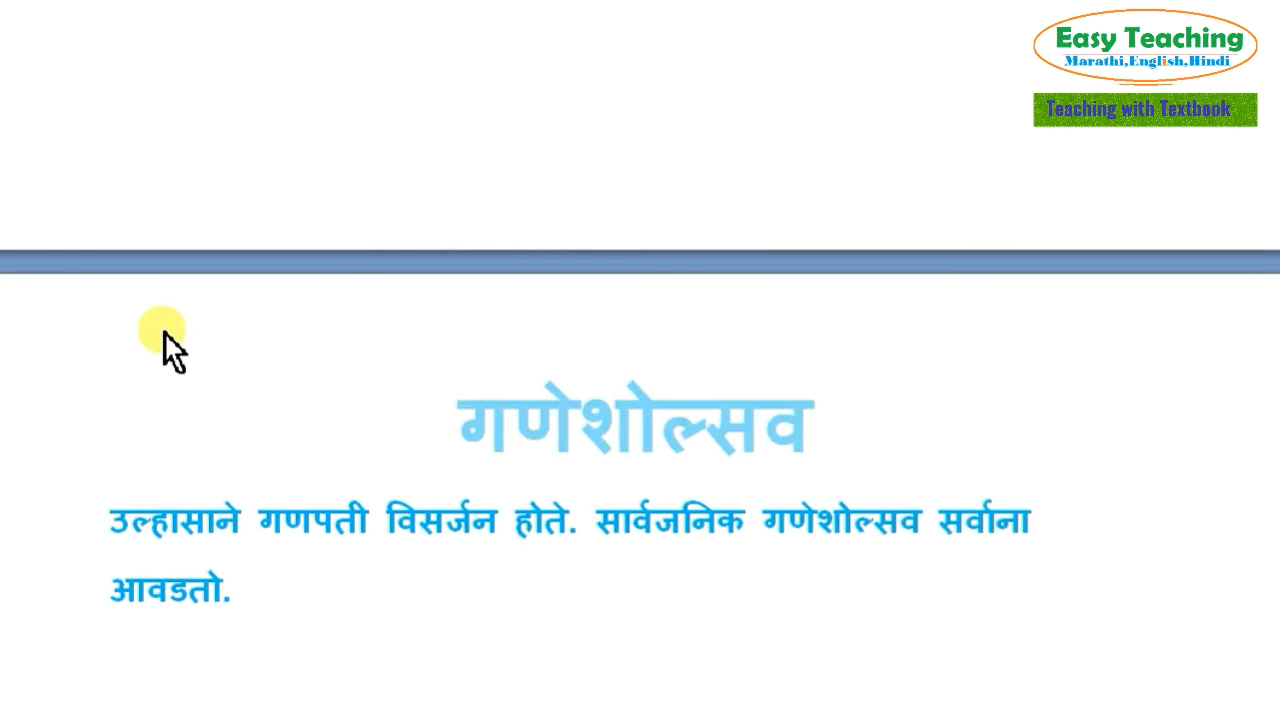 Easy Teaching
Marathi,English,Hindi
Teaching with Textbook
गणेशोल्सव
उल्हासाने गणपती विसर्जन होते. सार्वजनिक गणेशोल्सव सर्वाना
आवडतो.